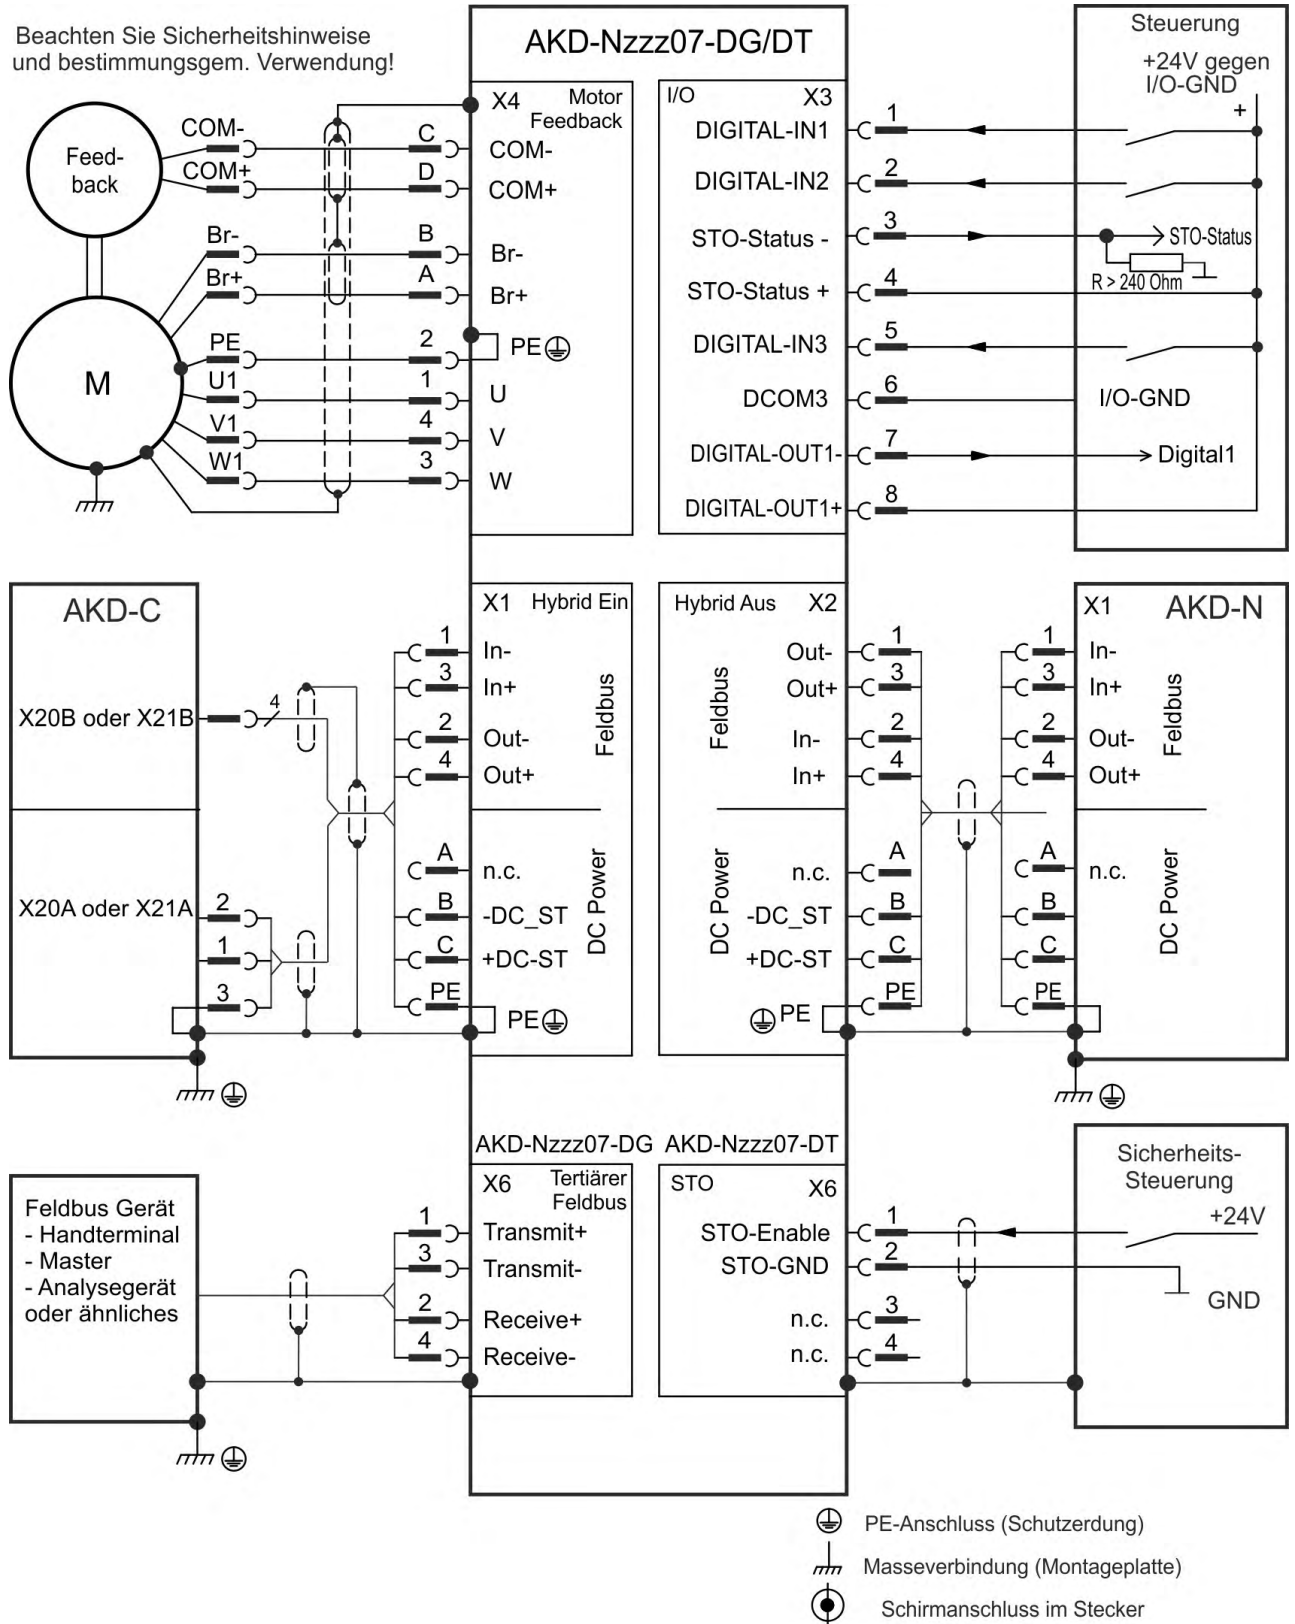 Beachten Sie Sicherheitshinweise
und bestimmungsgem. Verwendung!
AKD-Nzzz07-DG/DT
Steuerung
+24V gegen
I/O-GND
+
X4 Motor
Feedback
I/O X3
Feed-
back
COM- C COM-
COM+ D COM+
Br- B Br-
Br+ A Br+
PE 2 PE
M
U1 1 U
V1 4 V
W1 3 W
DIGITAL-IN1 1
DIGITAL-IN2 2
STO-Status - 3 STO-Status
R > 240 Ohm
STO-Status + 4
DIGITAL-IN3 5
DCOM3 6 I/O-GND
DIGITAL-OUT1- 7 Digital1
DIGITAL-OUT1+ 8
AKD-C
X20B oder X21B
4
X20A oder X21A
2
1
3
X1 Hybrid Ein
1 In-
3 In+
2 Out-
4 Out+
Feldbus
A n.c.
B -DC_ST
C +DC-ST
PE PE
DC Power
Hybrid Aus X2
Out- 1
Out+ 3
In- 2
In+ 4
Feldbus
n.c. A
-DC_ST B
+DC-ST C
PE PE
DC Power
X1 AKD-N
1 In-
3 In+
2 Out-
4 Out+
Feldbus
A n.c.
B
C
PE
DC Power
AKD-Nzzz07-DG AKD-Nzzz07-DT
Feldbus Gerät
- Handterminal
- Master
- Analysegerät
oder ähnliches
X6 Tertiärer
Feldbus
1 Transmit+
3 Transmit-
2 Receive+
4 Receive-
STO X6
STO-Enable 1
STO-GND 2
n.c. 3
n.c. 4
Sicherheits-
Steuerung
+24V
GND
PE-Anschluss (Schutzerdung)
Masseverbindung (Montageplatte)
Schirmanschluss im Stecker